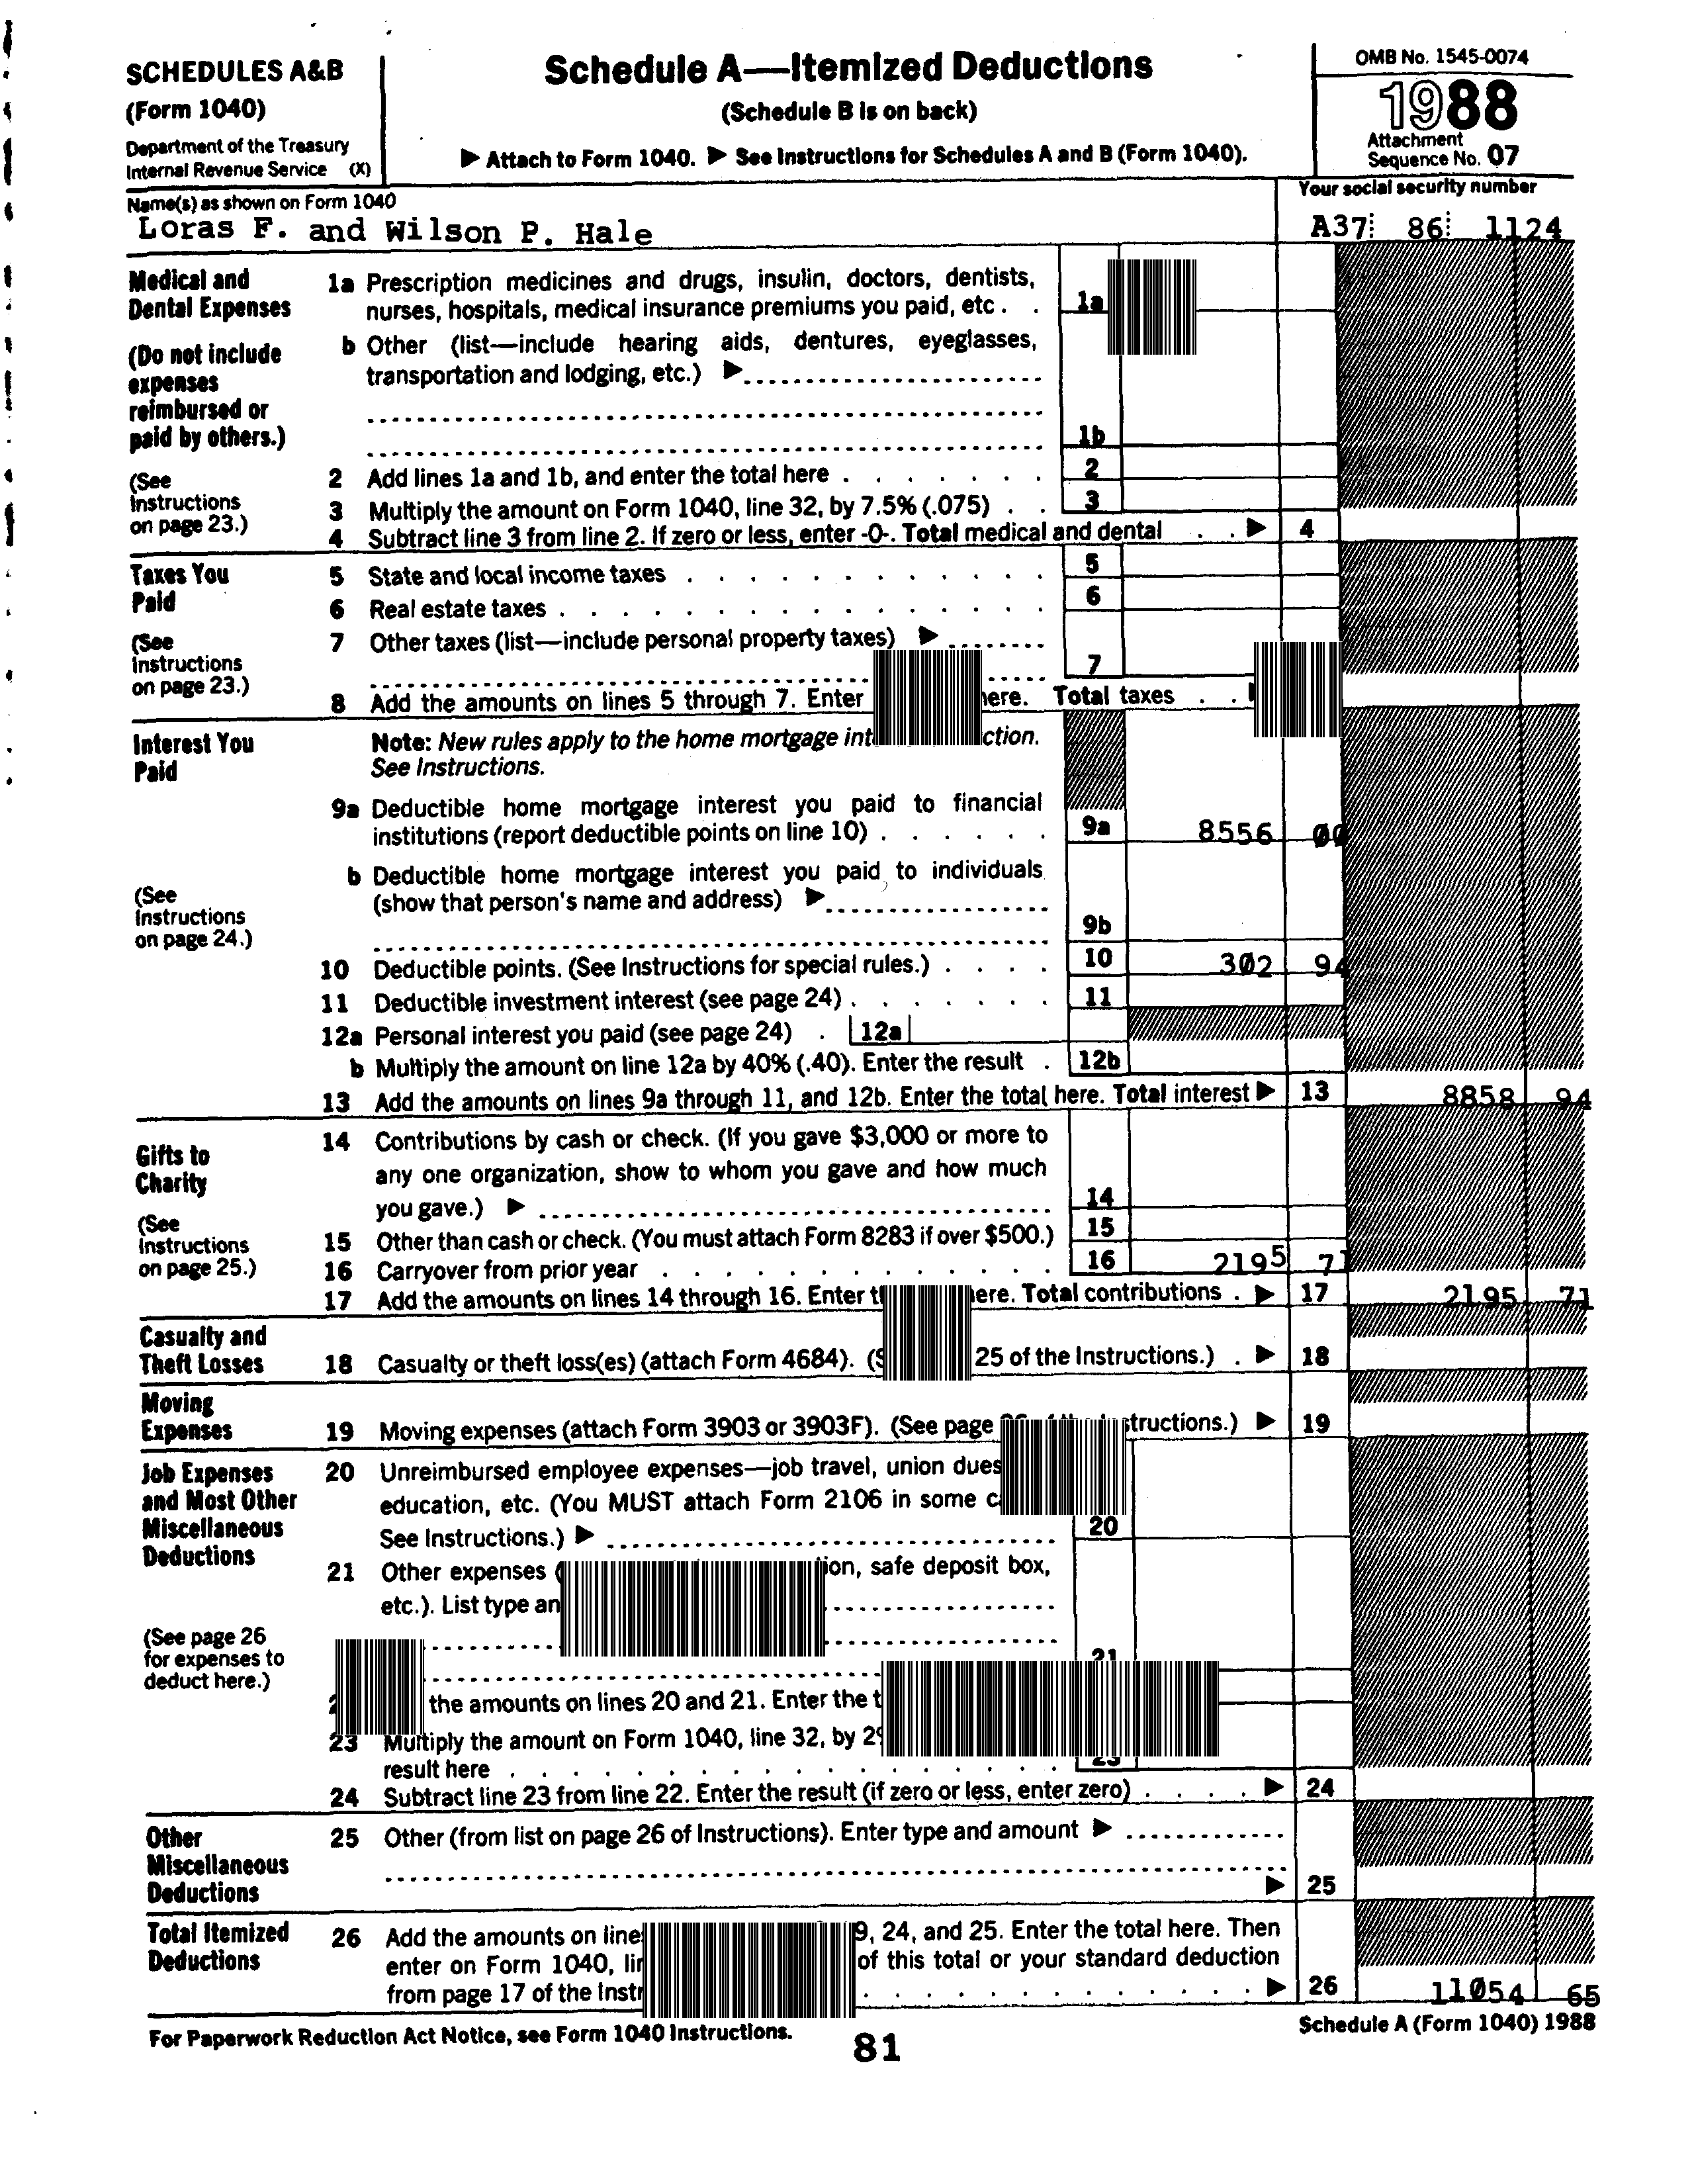 SCHEDULES A&B
(Form 1040)
Department of the Treasury
Internal Revenue Service (X)
Schedule A—Itemized Deductions
(Schedule B is on back)
▶ Attach to Form 1040. ▶ See Instructions for Schedules A and B (Form 1040).
OMB No. 1545-0074
1988
Attachment
Sequence No. 07
Name(s) as shown on Form 1040
Loras F. and Wilson P. Hale
Your social security number
A37 86 1124
Medical and
Dental Expenses
(Do not include
expenses
reimbursed or
paid by others.)
(See
Instructions
on page 23.)
1a Prescription medicines and drugs, insulin, doctors, dentists,
nurses, hospitals, medical insurance premiums you paid, etc . . 1a
b Other (list—include hearing aids, dentures, eyeglasses,
transportation and lodging, etc.) ▶
1b
2 Add lines 1a and 1b, and enter the total here . . . . . . . 2
3 Multiply the amount on Form 1040, line 32, by 7.5% (.075) . . 3
4 Subtract line 3 from line 2. If zero or less, enter -0-. Total medical and dental . . ▶ 4
Taxes You
Paid
(See
Instructions
on page 23.)
5 State and local income taxes . . . . . . . . . . . . 5
6 Real estate taxes . . . . . . . . . . . . . . . . 6
7 Other taxes (list—include personal property taxes) ▶
7
8 Add the amounts on lines 5 through 7. Enter here. Total taxes . .
Interest You
Paid
(See
Instructions
on page 24.)
Note: New rules apply to the home mortgage
See Instructions.
9a Deductible home mortgage interest you paid to financial
institutions (report deductible points on line 10) . . . . . . 9a 8556 00
b Deductible home mortgage interest you paid to individuals
(show that person's name and address) ▶
9b
10 Deductible points. (See Instructions for special rules.) . . . . 10 302 94
11 Deductible investment interest (see page 24) . . . . . . . 11
12a Personal interest you paid (see page 24) . 12a
b Multiply the amount on line 12a by 40% (.40). Enter the result . 12b
13 Add the amounts on lines 9a through 11, and 12b. Enter the total here. Total interest ▶ 13 8858 94
Gifts to
Charity
(See
Instructions
on page 25.)
14 Contributions by cash or check. (If you gave $3,000 or more to
any one organization, show to whom you gave and how much
you gave.) ▶ 14
15 Other than cash or check. (You must attach Form 8283 if over $500.) 15
16 Carryover from prior year . . . . . . . . . . . . . 16 2195 71
17 Add the amounts on lines 14 through 16. Enter here. Total contributions . ▶ 17 2195 71
Casualty and
Theft Losses
18 Casualty or theft loss(es) (attach Form 4684). 25 of the Instructions.) . ▶ 18
Moving
Expenses
19 Moving expenses (attach Form 3903 or 3903F). (See page ▶ 19
Job Expenses
and Most Other
Miscellaneous
Deductions
(See page 26
for expenses to
deduct here.)
20 Unreimbursed employee expenses—job travel, union dues
education, etc. (You MUST attach Form 2106 in some
See Instructions.) ▶ 20
21 Other expenses safe deposit box,
etc.). List type
21
the amounts on lines 20 and 21. Enter the
23 Multiply the amount on Form 1040, line 32, by
result here . . . . . . . . . . . . . . . . . 23
24 Subtract line 23 from line 22. Enter the result (if zero or less, enter zero) . . . . ▶ 24
Other
Miscellaneous
Deductions
25 Other (from list on page 26 of Instructions). Enter type and amount ▶
▶ 25
Total Itemized
Deductions
26 Add the amounts on 24, and 25. Enter the total here. Then
enter on Form 1040, of this total or your standard deduction
from page 17 of the . . . . . . . . . . . . ▶ 26 11054 65
For Paperwork Reduction Act Notice, see Form 1040 Instructions.
Schedule A (Form 1040) 1988
81